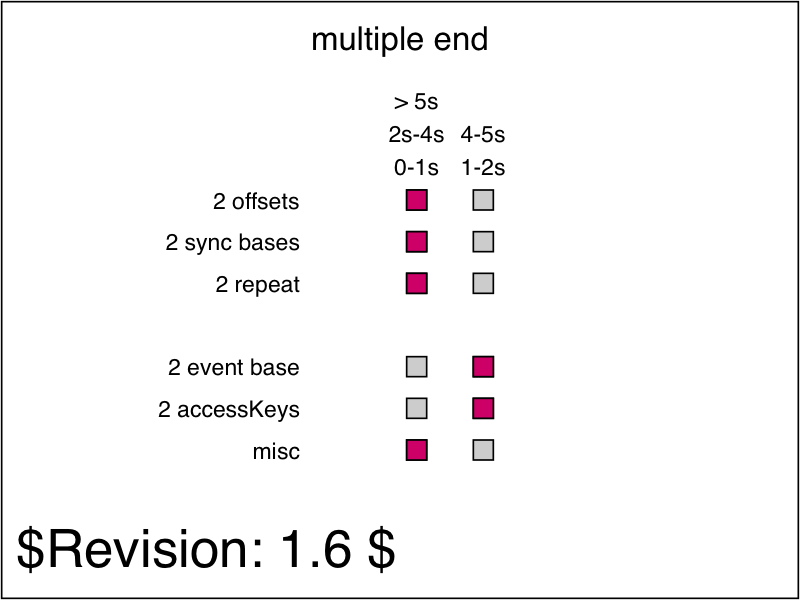 multiple end
> 5s
2s-4s 4-5s
0-1s 1-2s
2 offsets
2 sync bases
2 repeat
2 event base
2 accessKeys
misc
$Revision: 1.6 $